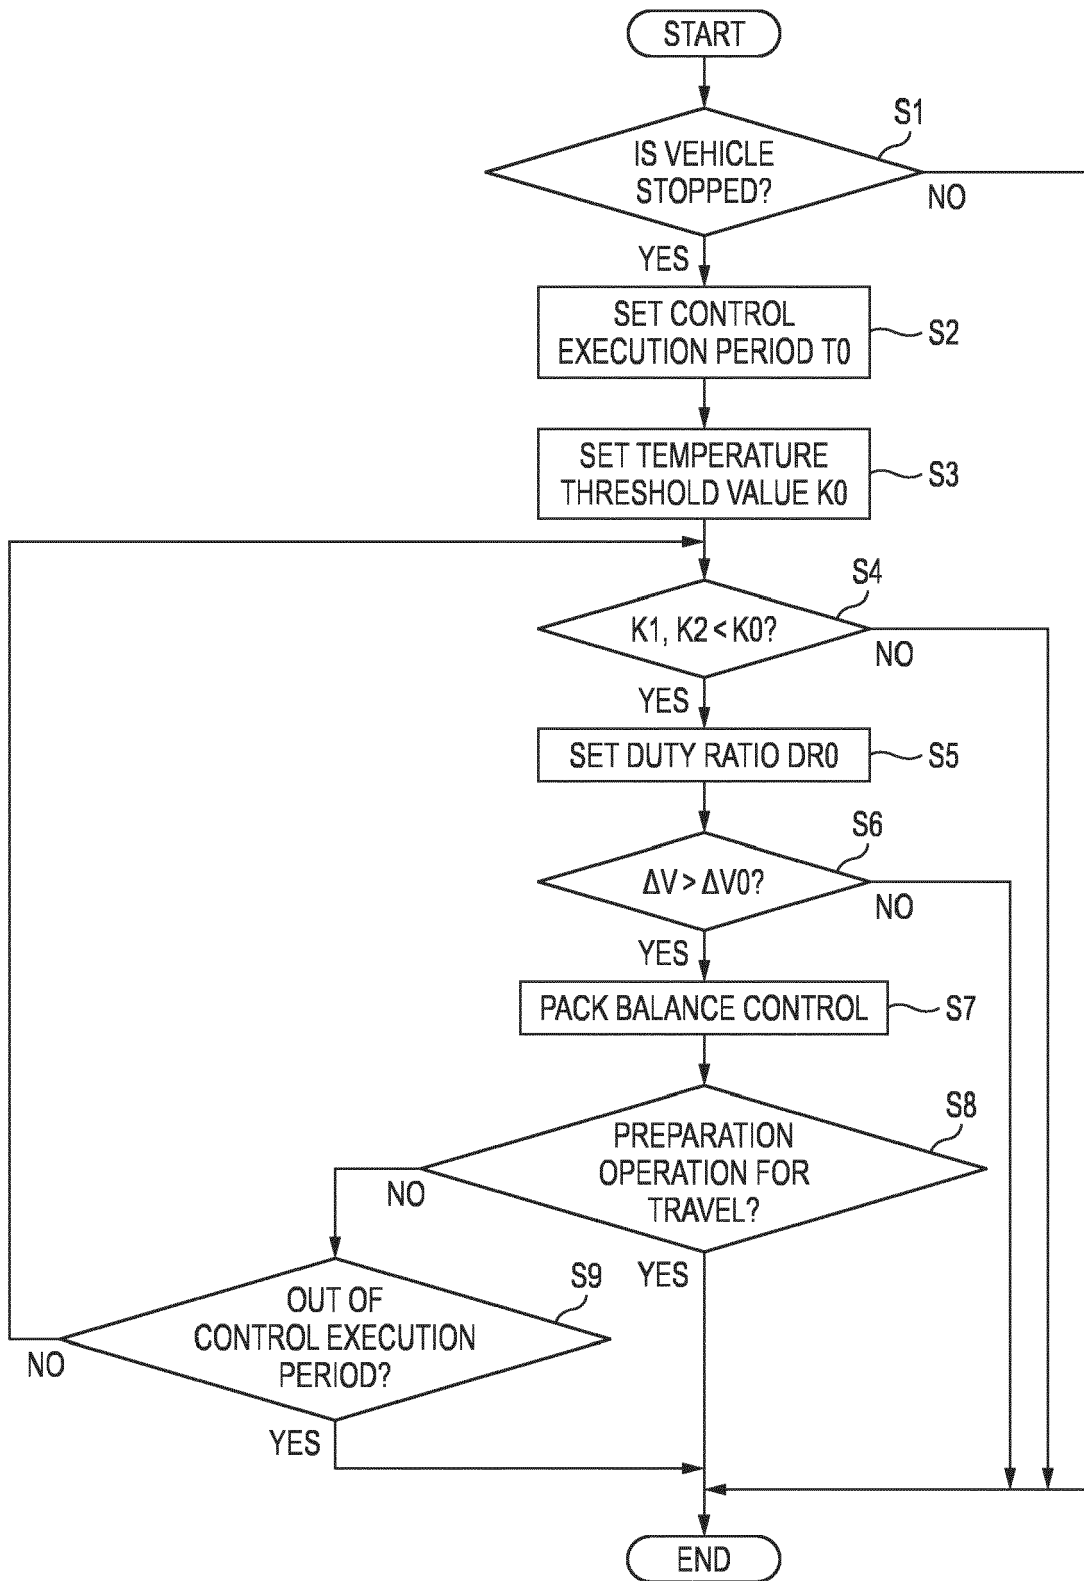 START
S1
IS VEHICLE
STOPPED?
NO
YES
SET CONTROL
EXECUTION PERIOD T0
S2
SET TEMPERATURE
THRESHOLD VALUE K0
S3
S4
K1, K2 < K0?
NO
YES
SET DUTY RATIO DR0
S5
S6
ΔV > ΔV0?
NO
YES
PACK BALANCE CONTROL
S7
S8
PREPARATION
OPERATION FOR
TRAVEL?
NO
YES
S9
OUT OF
CONTROL EXECUTION
PERIOD?
NO
YES
END